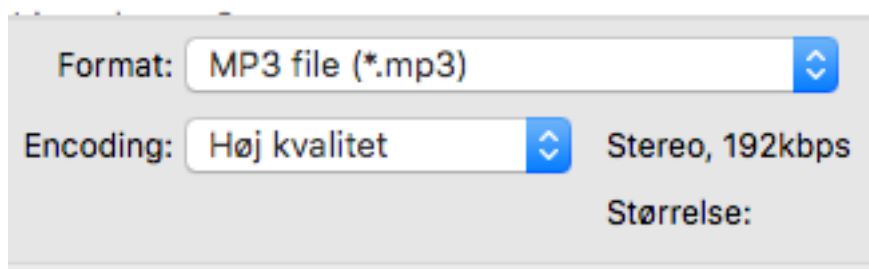 Format: MP3 file (*.mp3)
Encoding: Høj kvalitet Stereo, 192kbps
Størrelse: